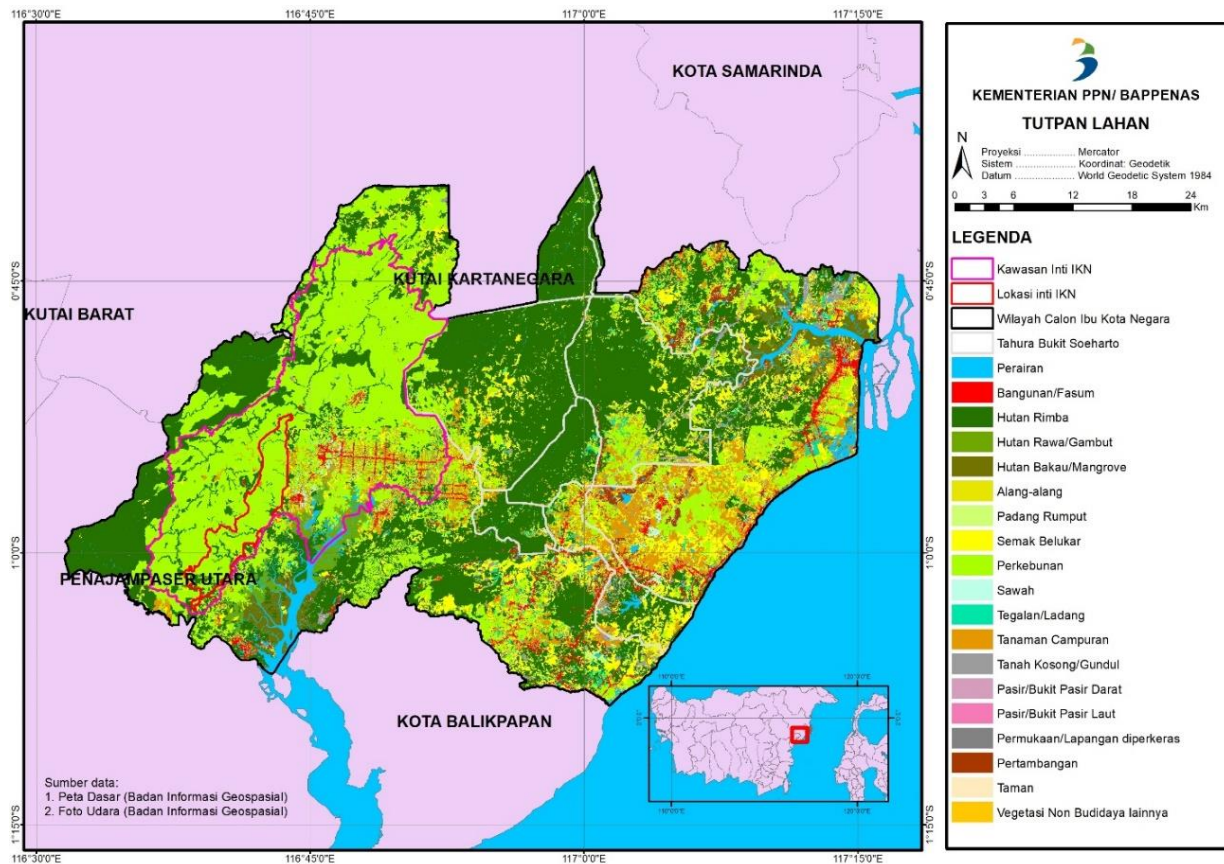 116°30'0"E
116°45'0"E
117°0'0"E
117°15'0"E
KOTA SAMARINDA
0°45'0"S
0°45'0"S
KUTAI KARTANEGARA
KUTAI BARAT
1°0'0"S
1°0'0"S
PENAJAMPASER UTARA
KOTA BALIKPAPAN
Sumber data:
1. Peta Dasar (Badan Informasi Geospasial)
2. Foto Udara (Badan Informasi Geospasial)
1°15'0"S
1°15'0"S
116°30'0"E
116°45'0"E
117°0'0"E
117°15'0"E
KEMENTERIAN PPN/ BAPPENAS
TUTPAN LAHAN
N
Proyeksi .................... Mercator
Sistem ........................ Koordinat: Geodetik
Datum ........................ World Geodetic System 1984
0 3 6 12 18 24
Km
LEGENDA
Kawasan Inti IKN
Lokasi inti IKN
Wilayah Calon Ibu Kota Negara
Tahura Bukit Soeharto
Perairan
Bangunan/Fasum
Hutan Rimba
Hutan Rawa/Gambut
Hutan Bakau/Mangrove
Alang-alang
Padang Rumput
Semak Belukar
Perkebunan
Sawah
Tegalan/Ladang
Tanaman Campuran
Tanah Kosong/Gundul
Pasir/Bukit Pasir Darat
Pasir/Bukit Pasir Laut
Permukaan/Lapangan diperkeras
Pertambangan
Taman
Vegetasi Non Budidaya lainnya